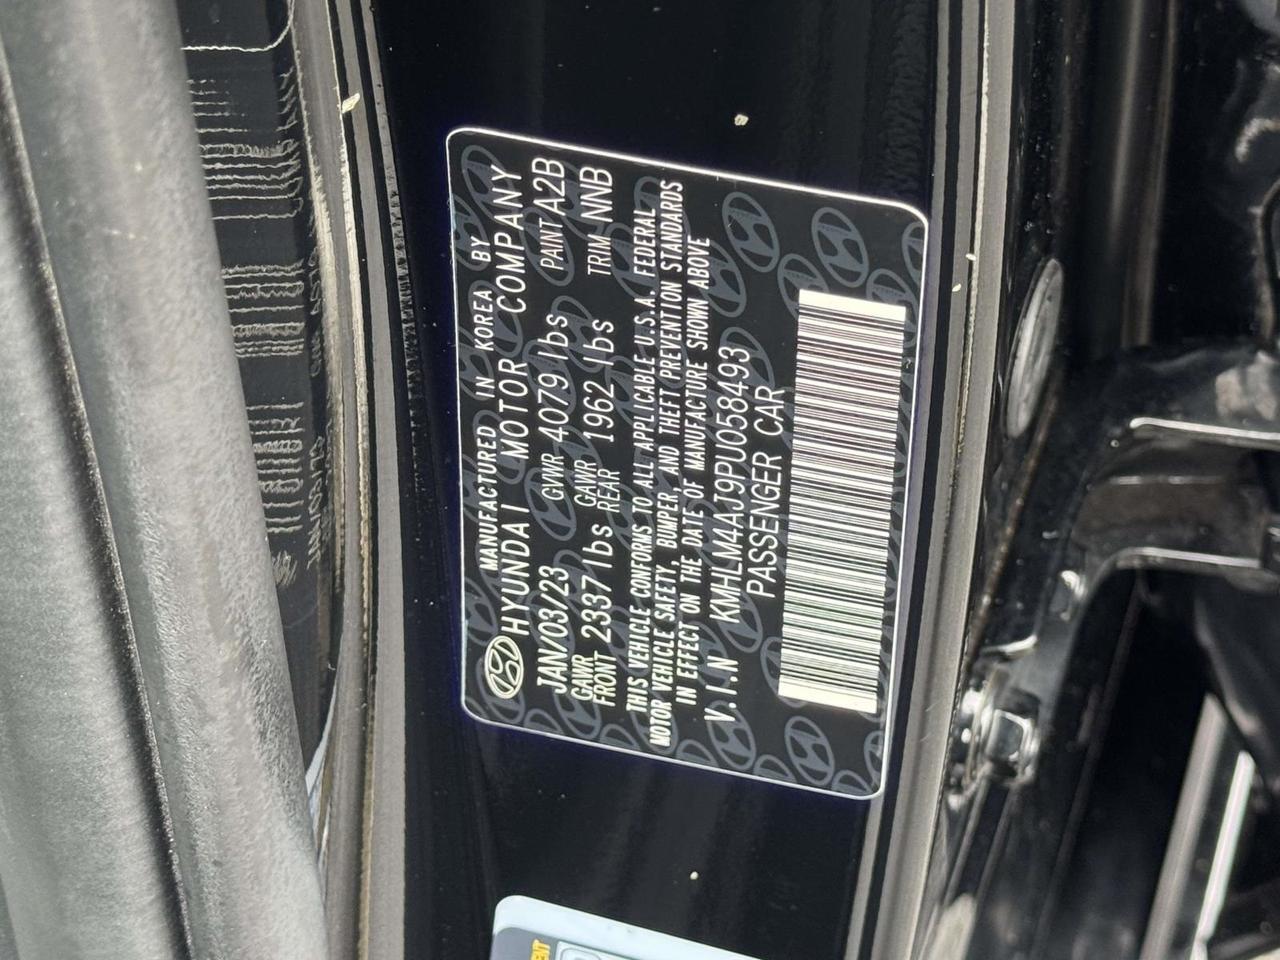 MANUFACTURED IN KOREA BY
HYUNDAI MOTOR COMPANY
JAN/03/23 GVWR 4079 lbs PAINT A2B
GAWR FRONT 2337 lbs GAWR REAR 1962 lbs TRIM NNB
THIS VEHICLE CONFORMS TO ALL APPLICABLE U.S.A. FEDERAL
MOTOR VEHICLE SAFETY, BUMPER, AND THEFT PREVENTION STANDARDS
IN EFFECT ON THE DATE OF MANUFACTURE SHOWN ABOVE
V.I.N KMHLM4AJ9PU058493
PASSENGER CAR